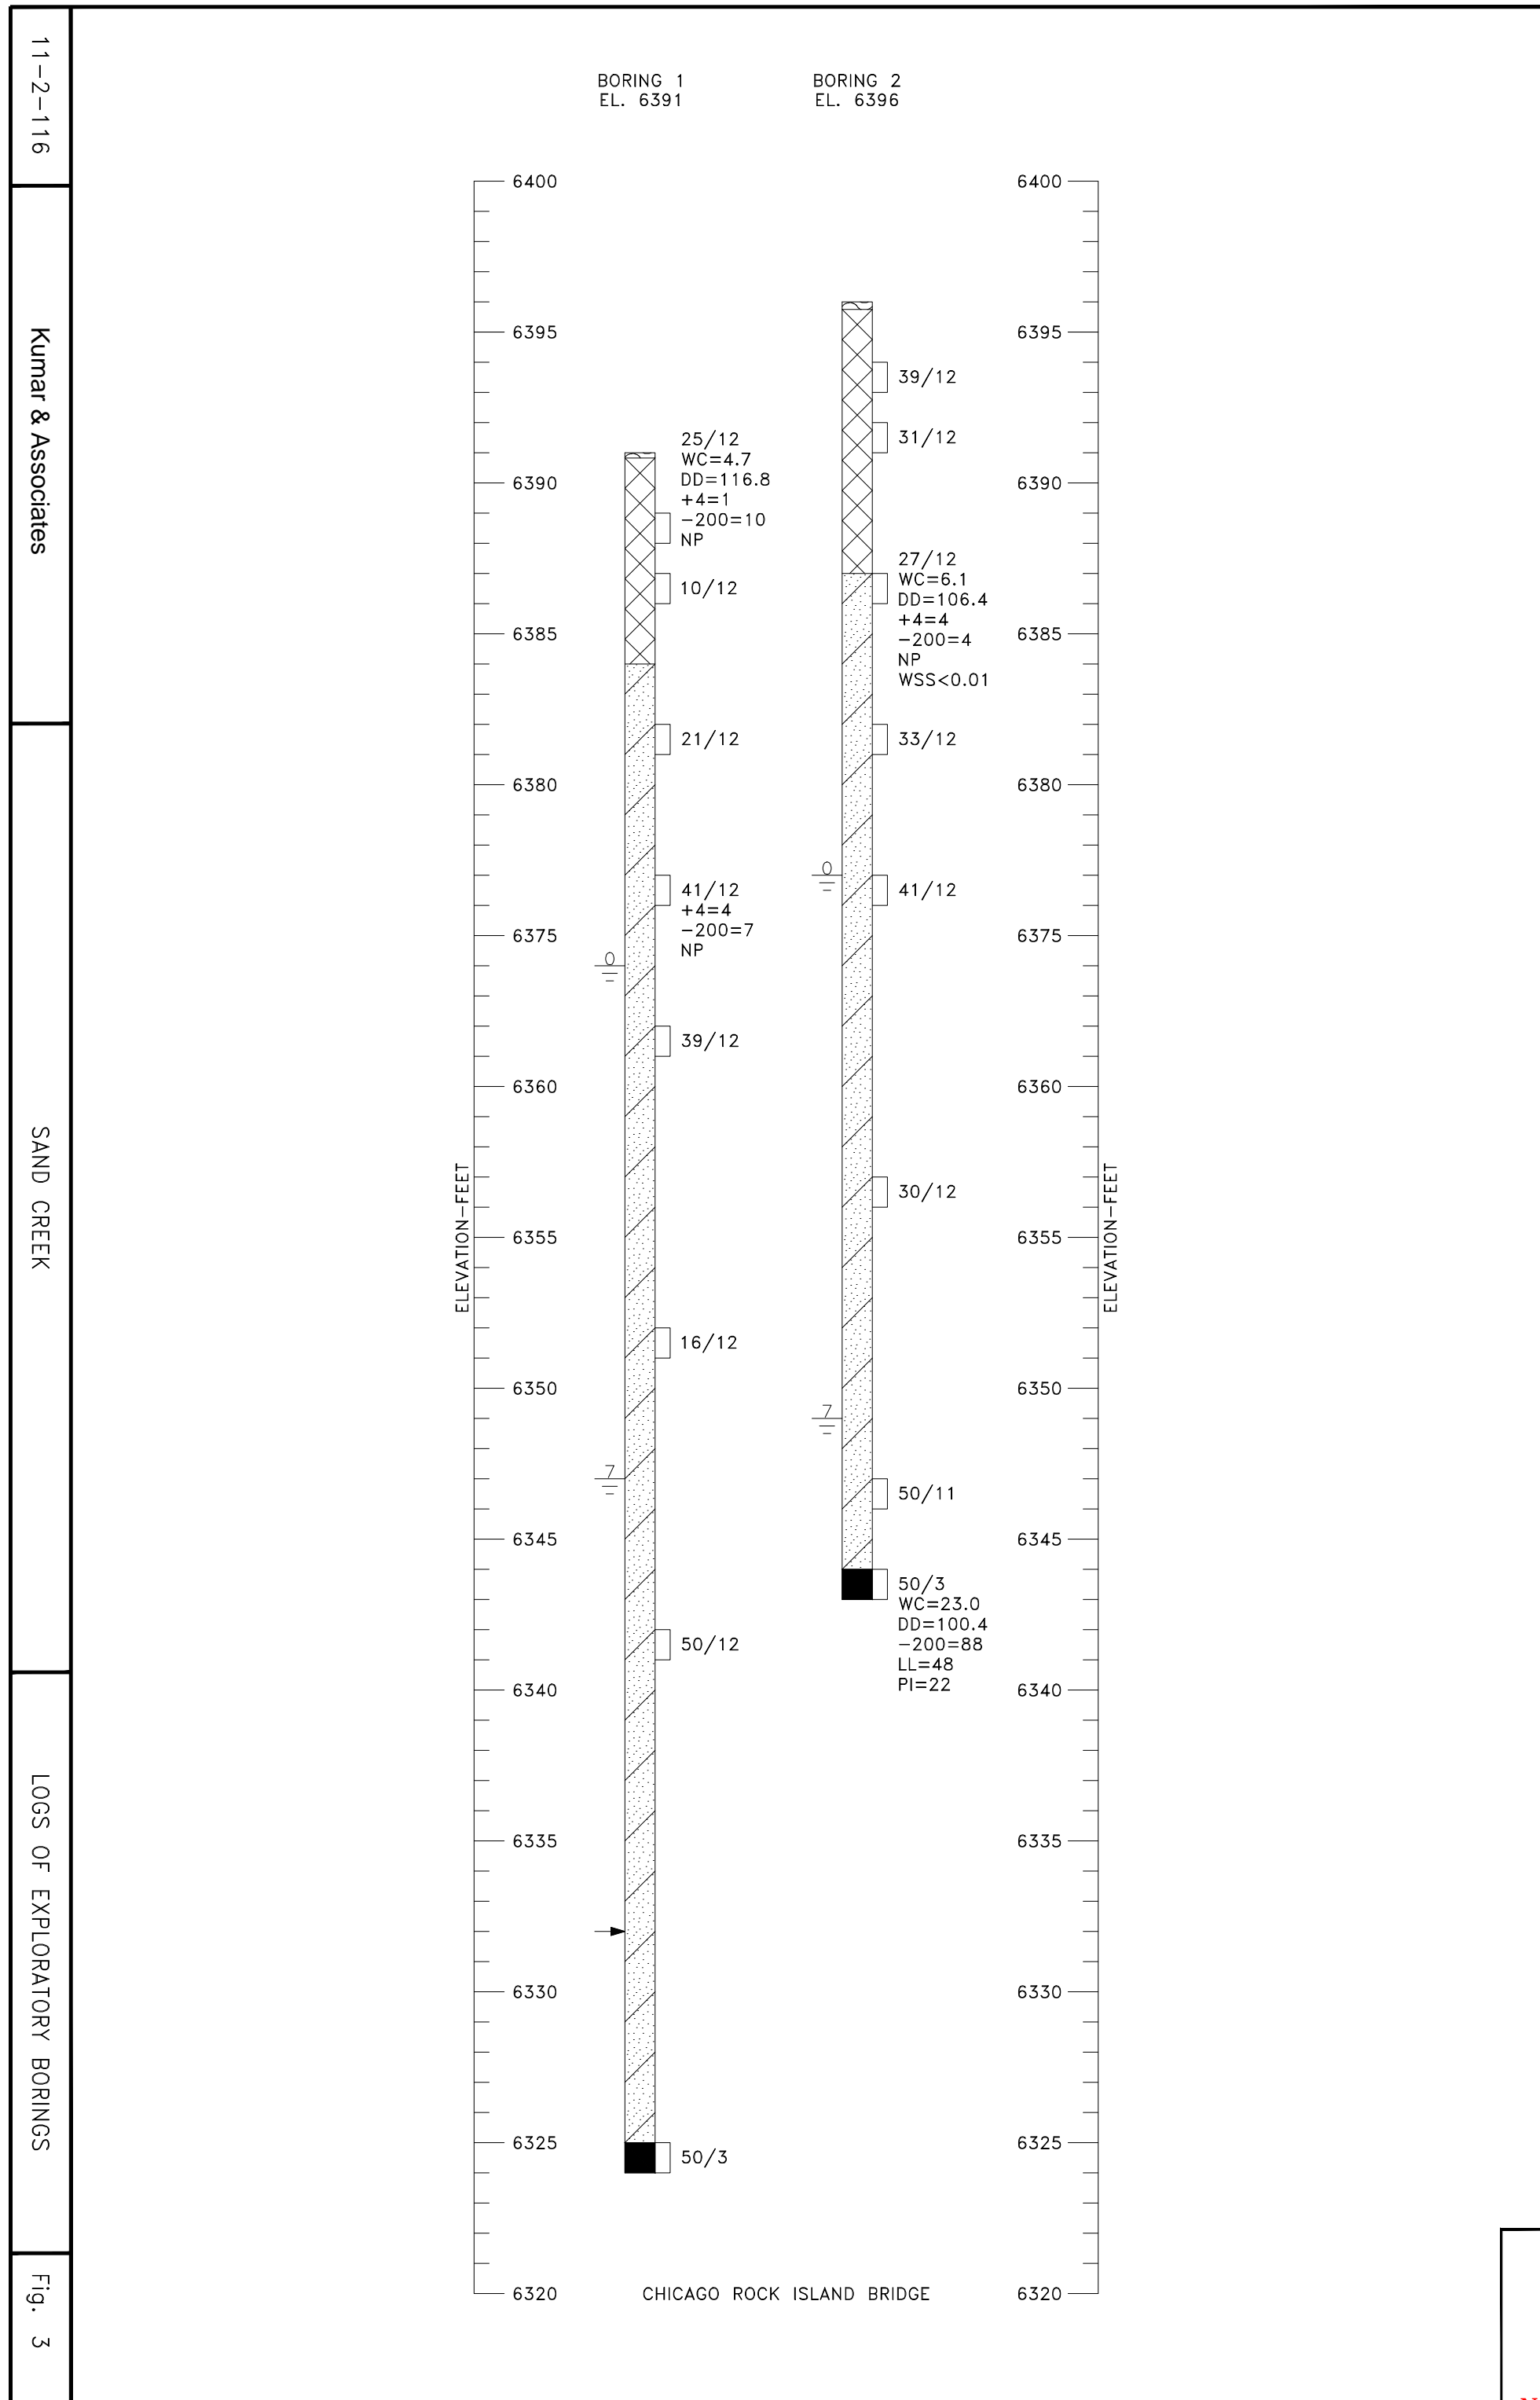 11-2-116
Kumar & Associates
SAND CREEK
LOGS OF EXPLORATORY BORINGS
Fig. 3
BORING 1
EL. 6391
BORING 2
EL. 6396
ELEVATION-FEET
6400
6395
6390
6385
6380
6375
6360
6355
6350
6345
6340
6335
6330
6325
6320
25/12
WC=4.7
DD=116.8
+4=1
-200=10
NP
10/12
21/12
41/12
+4=4
-200=7
NP
0
39/12
16/12
7
50/12
50/3
39/12
31/12
27/12
WC=6.1
DD=106.4
+4=4
-200=4
NP
WSS<0.01
33/12
0
41/12
30/12
7
50/11
50/3
WC=23.0
DD=100.4
-200=88
LL=48
PI=22
6400
6395
6390
6385
6380
6375
6360
6355
6350
6345
6340
6335
6330
6325
6320
ELEVATION-FEET
CHICAGO ROCK ISLAND BRIDGE